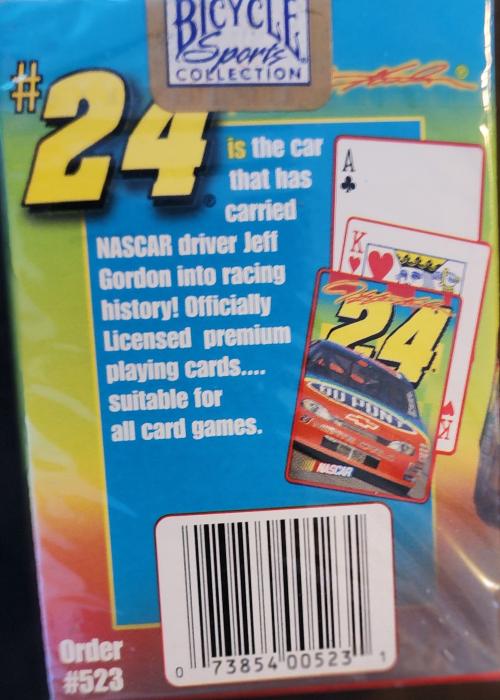 BICYCLE
Sports
COLLECTION
#24
is the car
that has
carried
NASCAR driver Jeff
Gordon into racing
history! Officially
Licensed premium
playing cards....
suitable for
all card games.
A
K
24
DU PONT
NASCAR
K
Order
#523
0 73854 00523 1